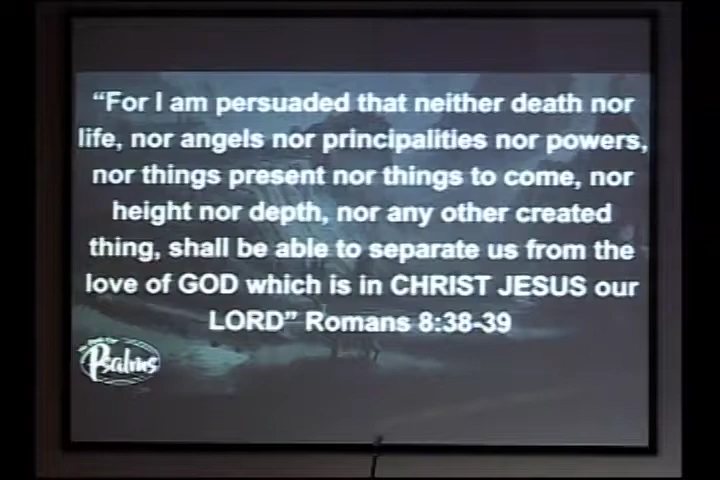 “For I am persuaded that neither death nor
life, nor angels nor principalities nor powers,
nor things present nor things to come, nor
height nor depth, nor any other created
thing, shall be able to separate us from the
love of GOD which is in CHRIST JESUS our
LORD” Romans 8:38-39
Psalms